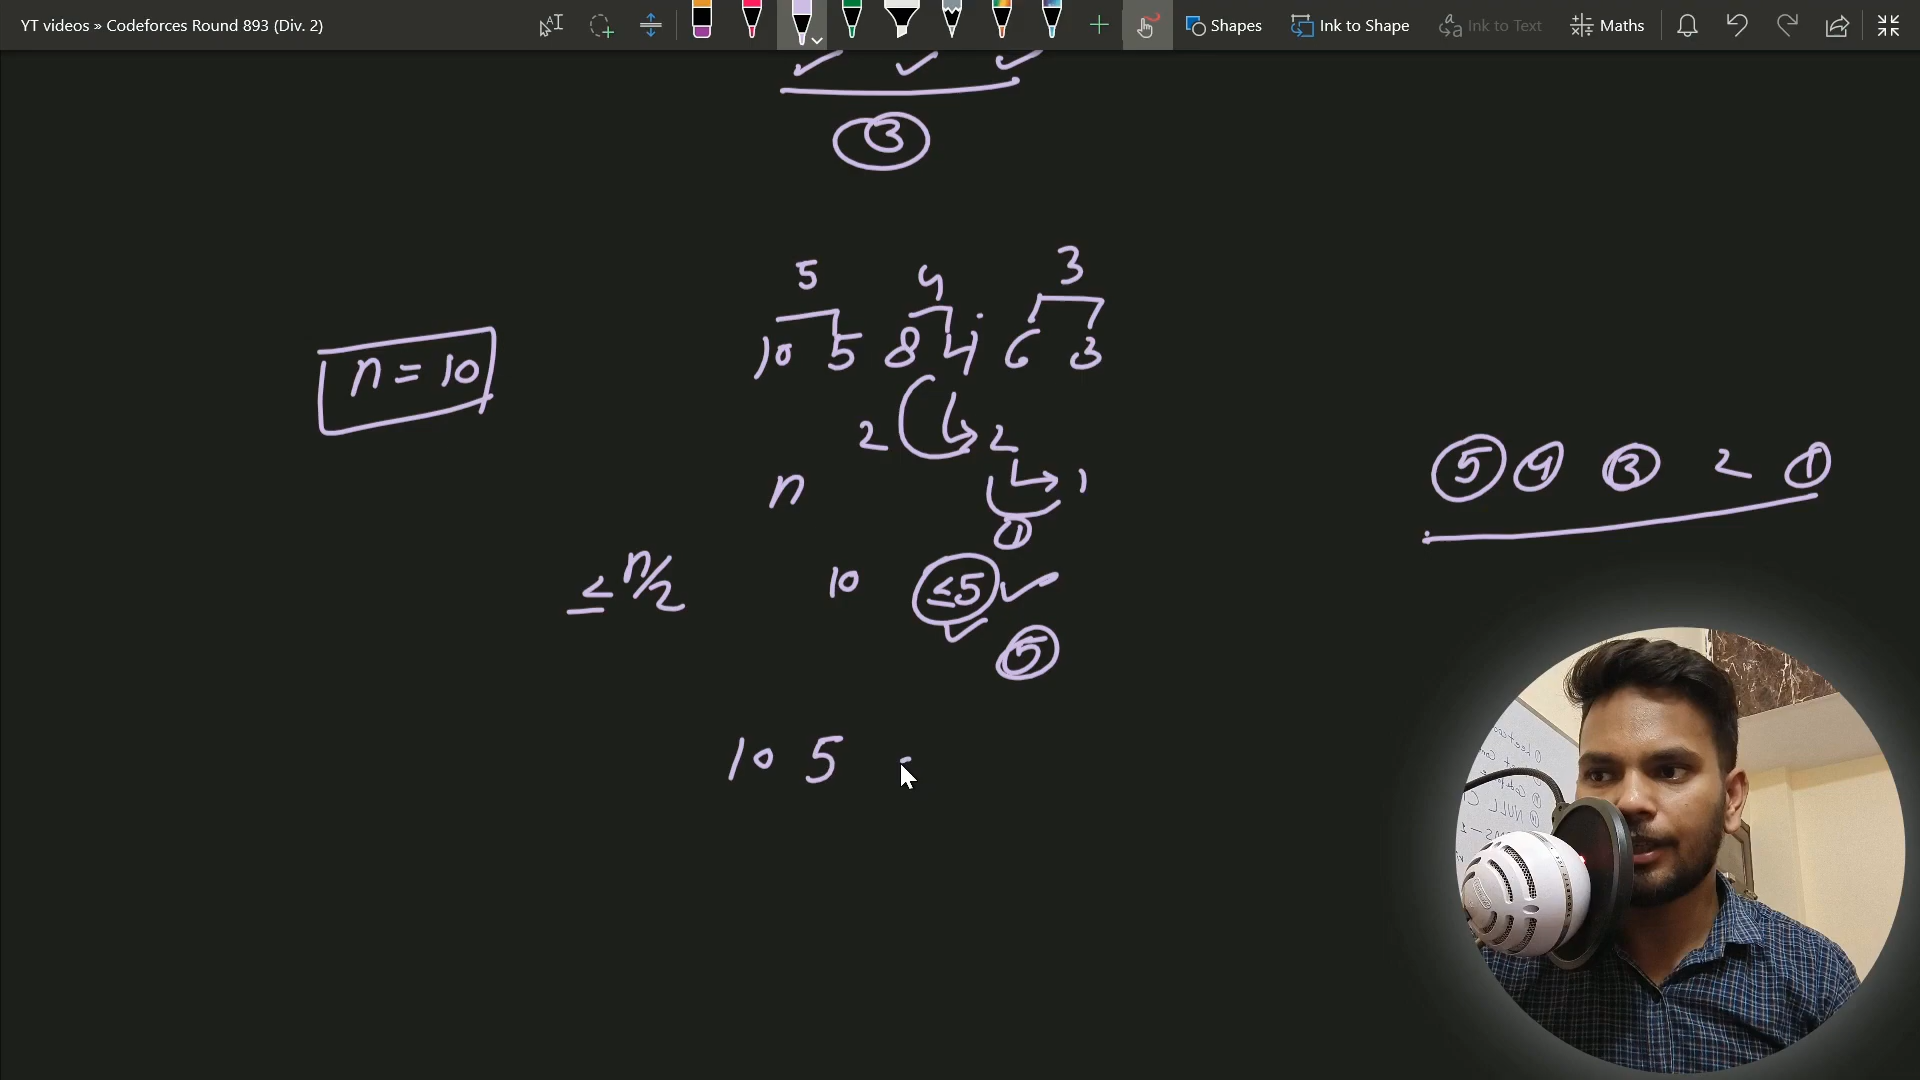 YT videos » Codeforces Round 893 (Div. 2)
Shapes
Ink to Shape
Ink to Text
Maths
3
5 4 3
10 5 8 4 6 3
n = 10
2 2
5 4 3 2 1
n 1
1
≤ n/2 10 ≤5
5
10 5